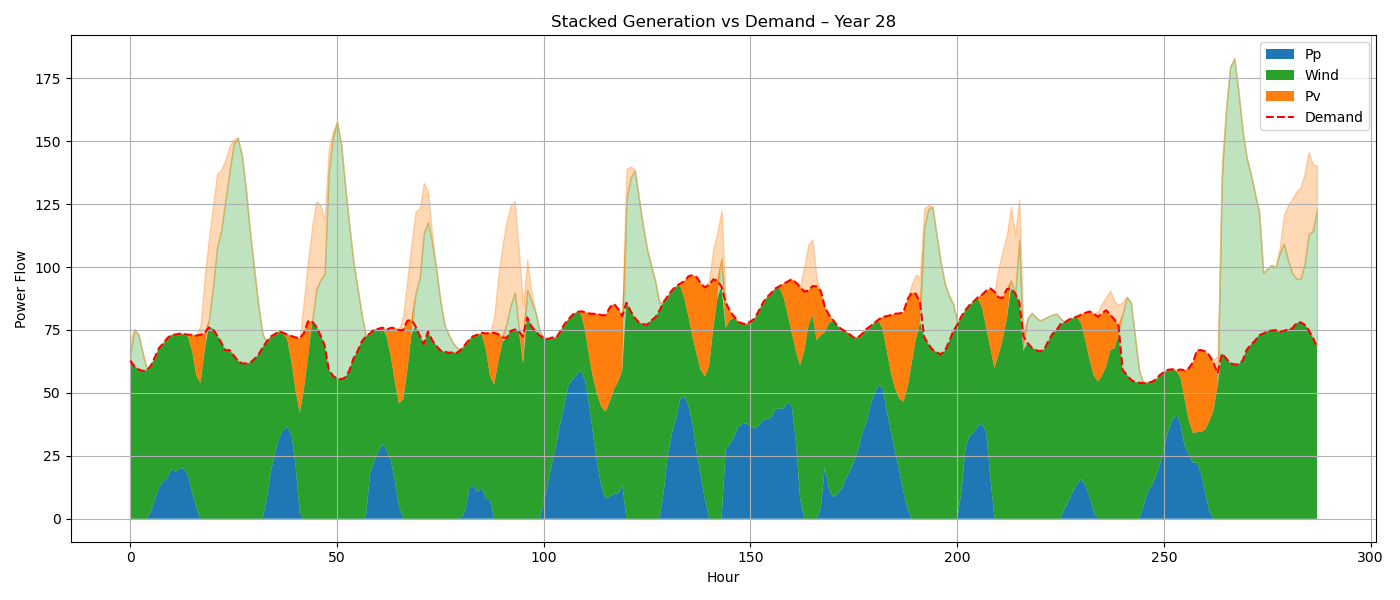 Stacked Generation vs Demand – Year 28
Pp
Wind
Pv
Demand
175
150
125
100
75
50
25
0
Power Flow
0 50 100 150 200 250 300
Hour